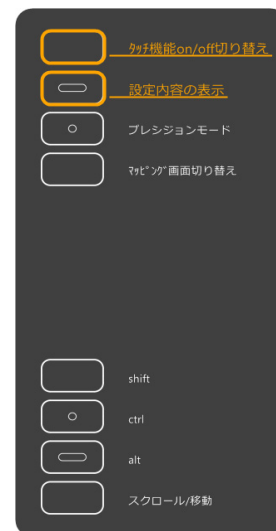 ﾀｯﾁ機能on/off切り替え
設定内容の表示
プレシジョンモード
ﾏｯﾋﾟﾝｸﾞ画面切り替え
shift
ctrl
alt
スクロール/移動